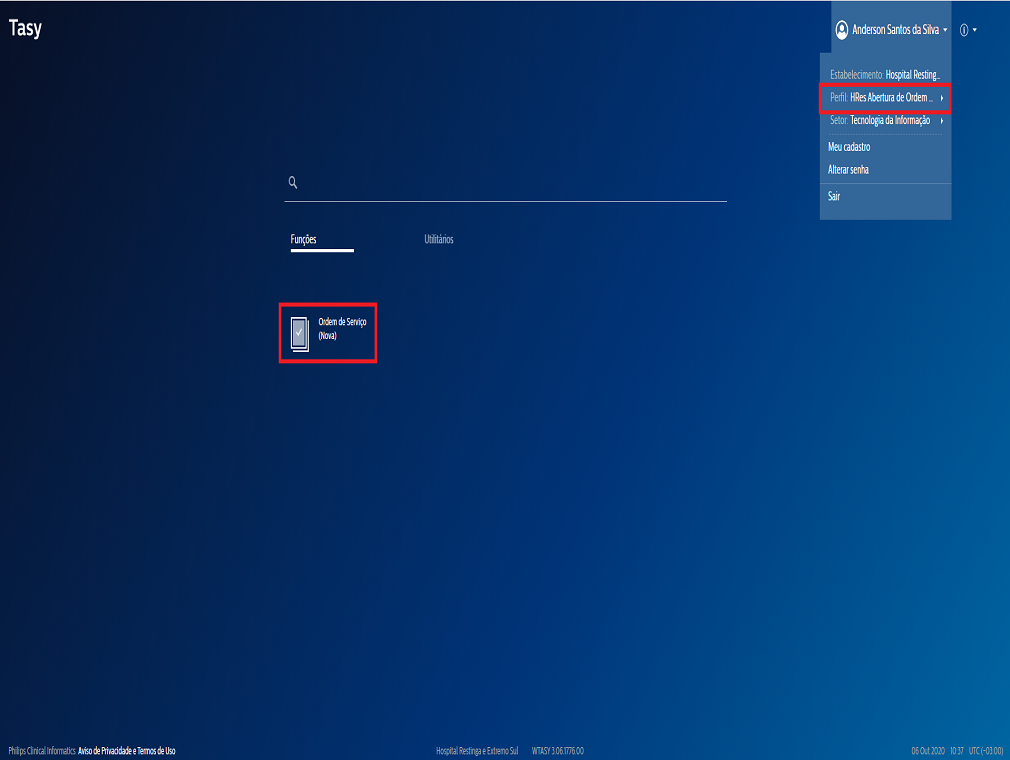 Tasy
Anderson Santos da Silva
Estabelecimento: Hospital Resting...
Perfil: HRes Abertura de Ordem ...
Setor: Tecnologia da Informação
Meu cadastro
Alterar senha
Sair
Funções
Utilitários
Ordem de Serviço
(Nova)
Philips Clinical Informatics Aviso de Privacidade e Termos de Uso
Hospital Restinga e Extremo Sul
WTASY 3.06.1776.00
06 Out 2020 10:37 UTC (-03:00)